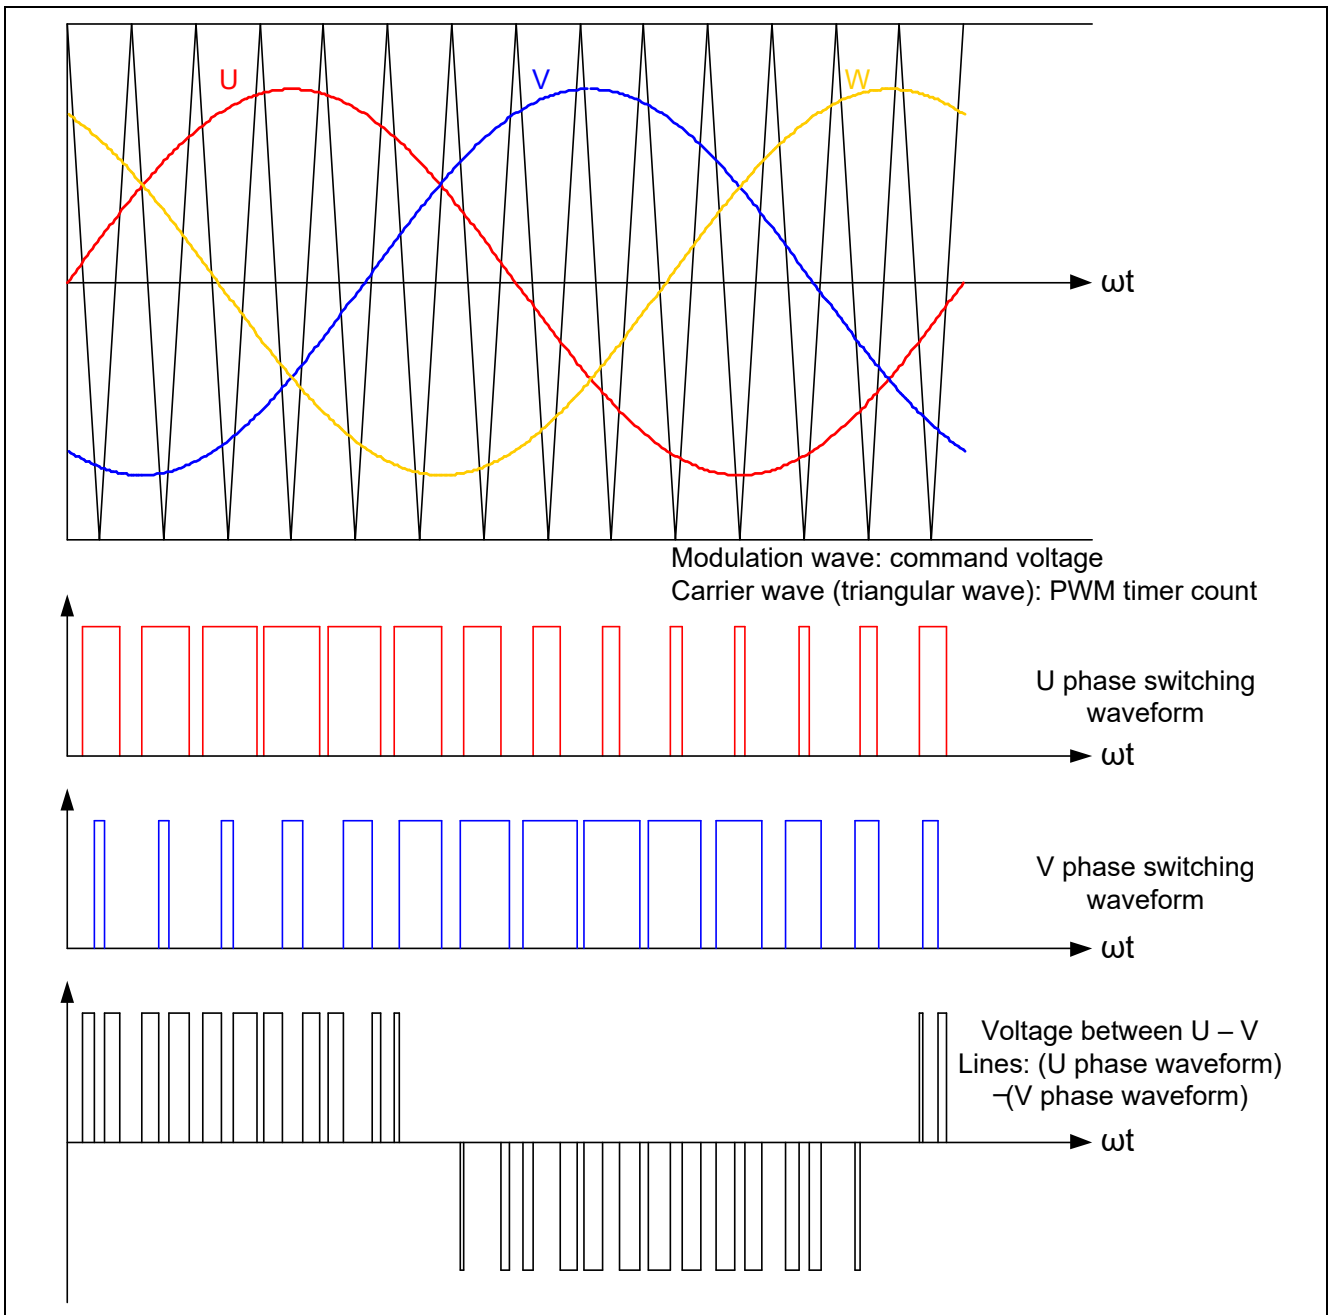 U
V
W
ωt
Modulation wave: command voltage
Carrier wave (triangular wave): PWM timer count
U phase switching
waveform
ωt
V phase switching
waveform
ωt
Voltage between U – V
Lines: (U phase waveform)
–(V phase waveform)
ωt